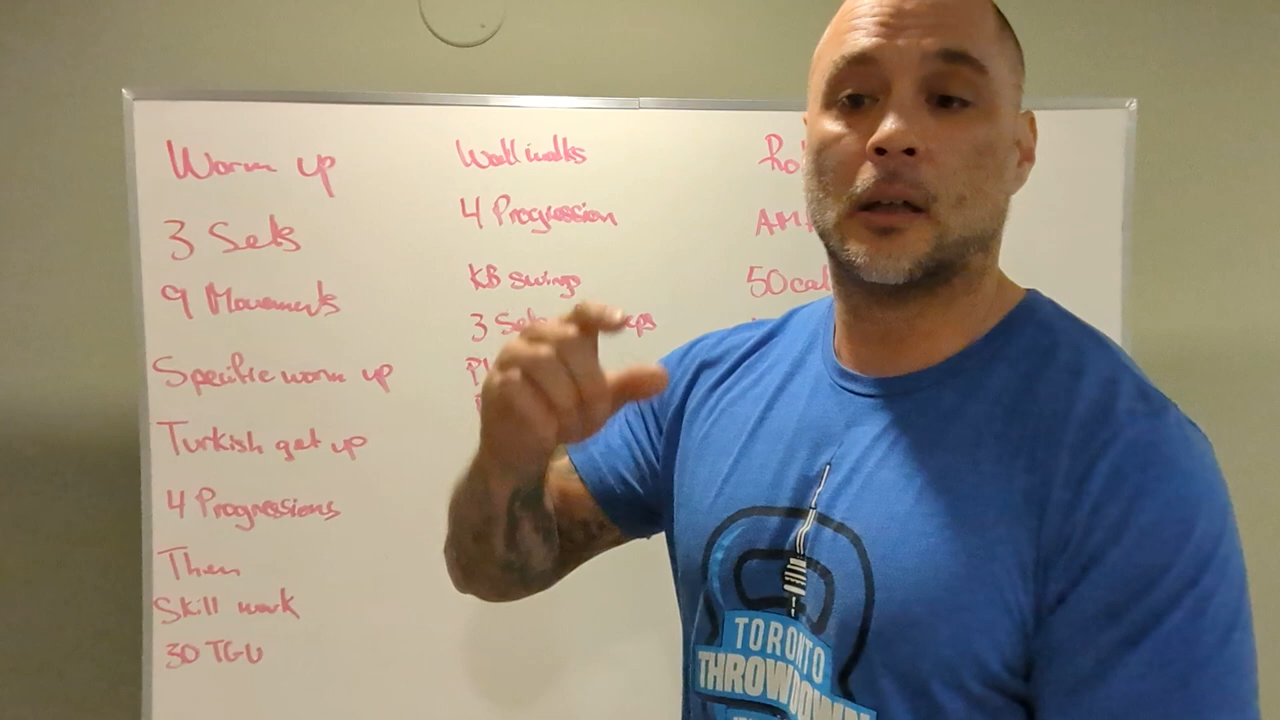 Warm up
3 Sets
9 Movements
Specific warm up
Turkish get up
4 Progressions
Then
Skill work
30 TGU
Wall walks
4 Progression
KB swings
3 Sets
50 cal
TORONTO
THROWDOWN